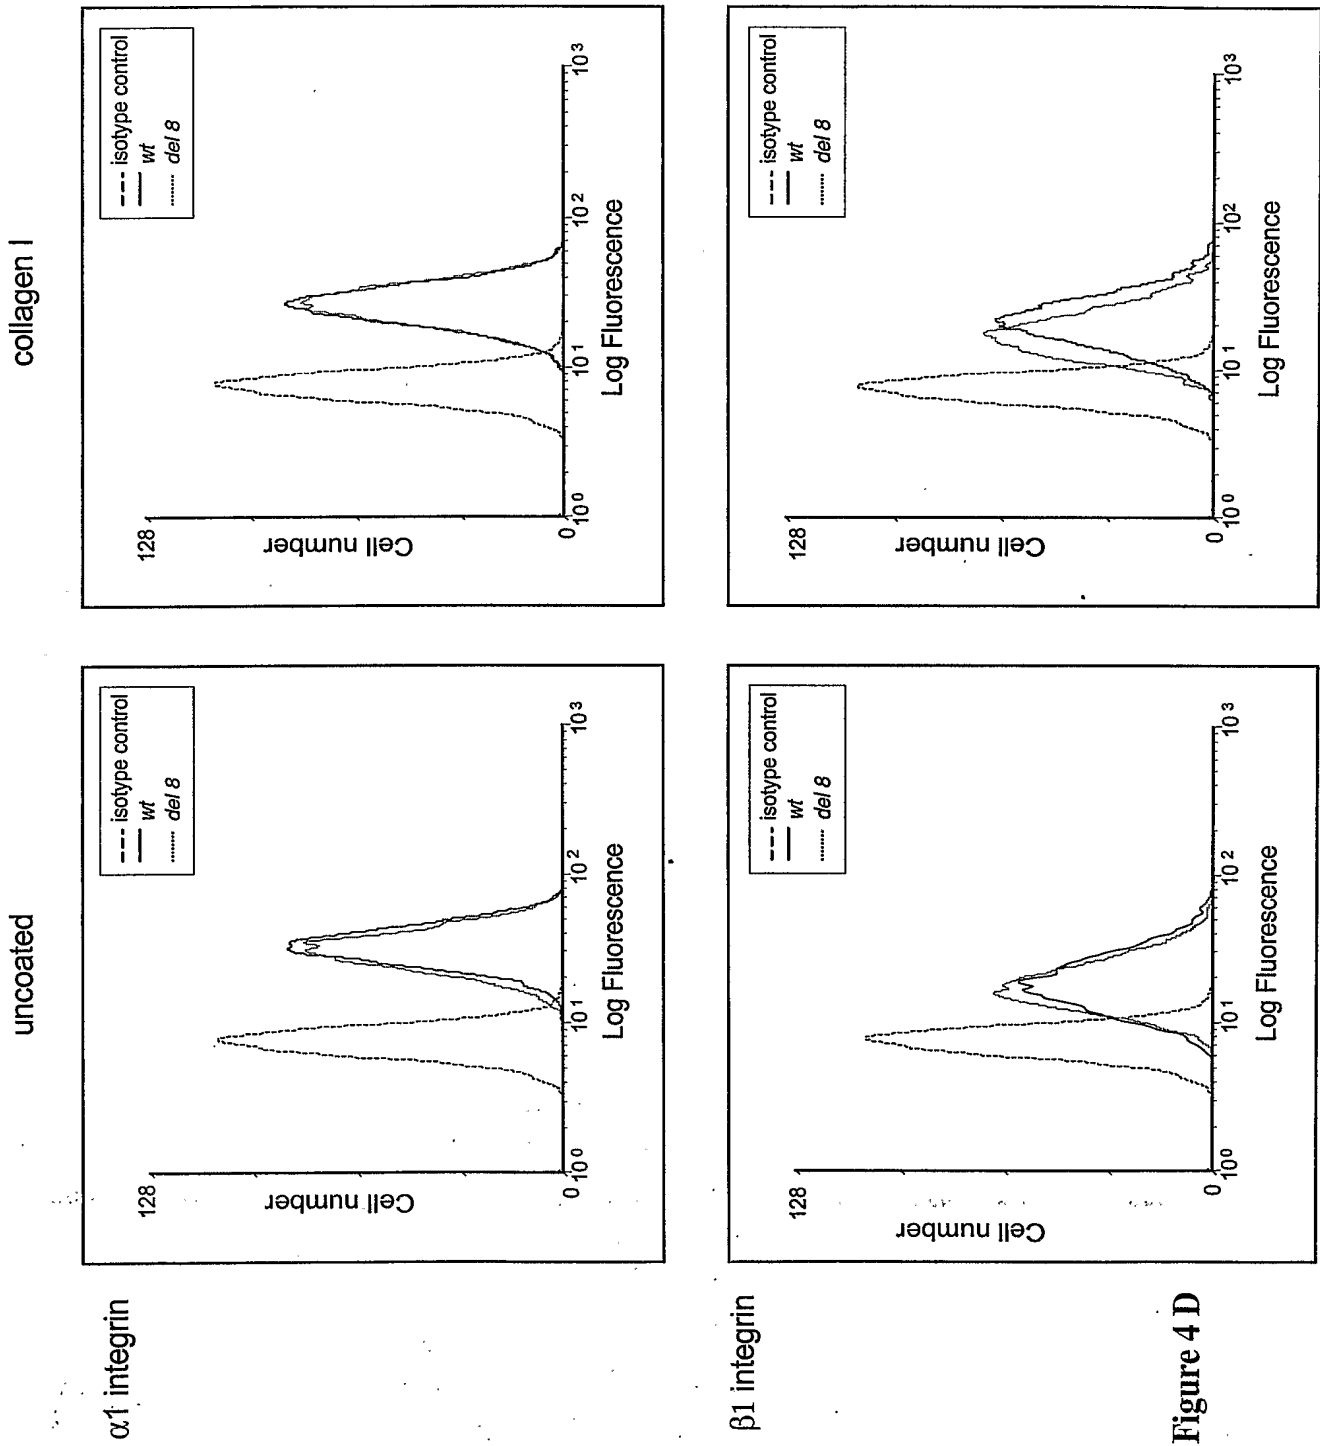 uncoated
collagen I
α1 integrin
128
Cell number
0
10⁰
10¹
10²
10³
Log Fluorescence
isotype control
wt
del 8
128
Cell number
0
10⁰
10¹
10²
10³
Log Fluorescence
isotype control
wt
del 8
β1 integrin
128
Cell number
0
10⁰
10¹
10²
10³
Log Fluorescence
isotype control
wt
del 8
128
Cell number
0
10⁰
10¹
10²
10³
Log Fluorescence
isotype control
wt
del 8
Figure 4 D